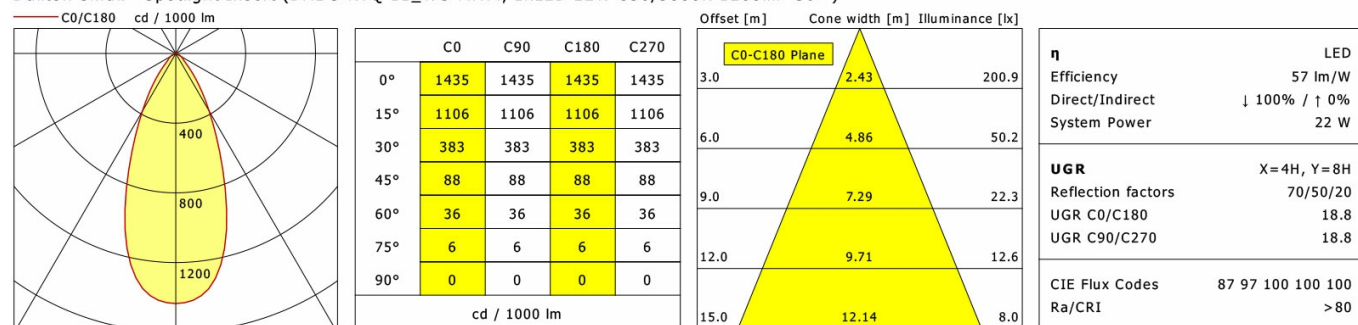 C0/C180 cd / 1000 lm
400
800
1200
C0 C90 C180 C270
0° 1435 1435 1435 1435
15° 1106 1106 1106 1106
30° 383 383 383 383
45° 88 88 88 88
60° 36 36 36 36
75° 6 6 6 6
90° 0 0 0 0
cd / 1000 lm
Offset [m] Cone width [m] Illuminance [lx]
C0-C180 Plane
3.0 2.43 200.9
6.0 4.86 50.2
9.0 7.29 22.3
12.0 9.71 12.6
15.0 12.14 8.0
η LED
Efficiency 57 lm/W
Direct/Indirect ↓ 100% / ↑ 0%
System Power 22 W
UGR X=4H, Y=8H
Reflection factors 70/50/20
UGR C0/C180 18.8
UGR C90/C270 18.8
CIE Flux Codes 87 97 100 100 100
Ra/CRI >80